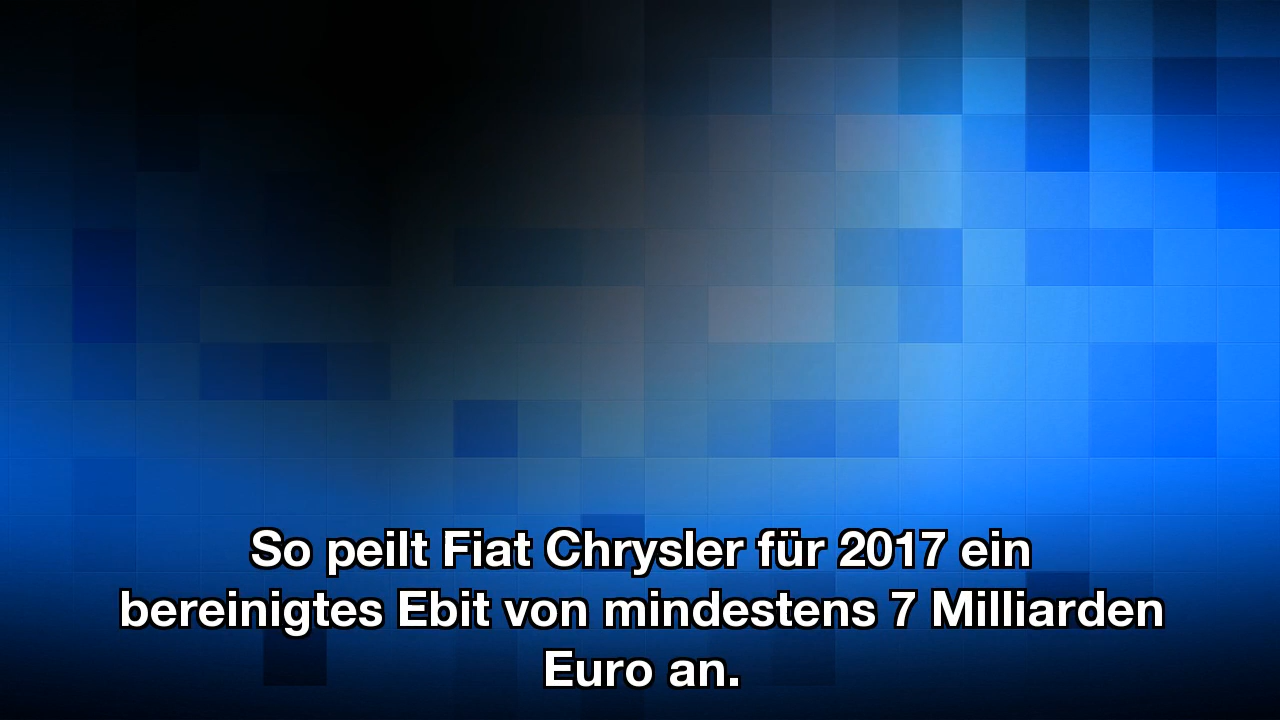 So peilt Fiat Chrysler für 2017 ein
bereinigtes Ebit von mindestens 7 Milliarden
Euro an.